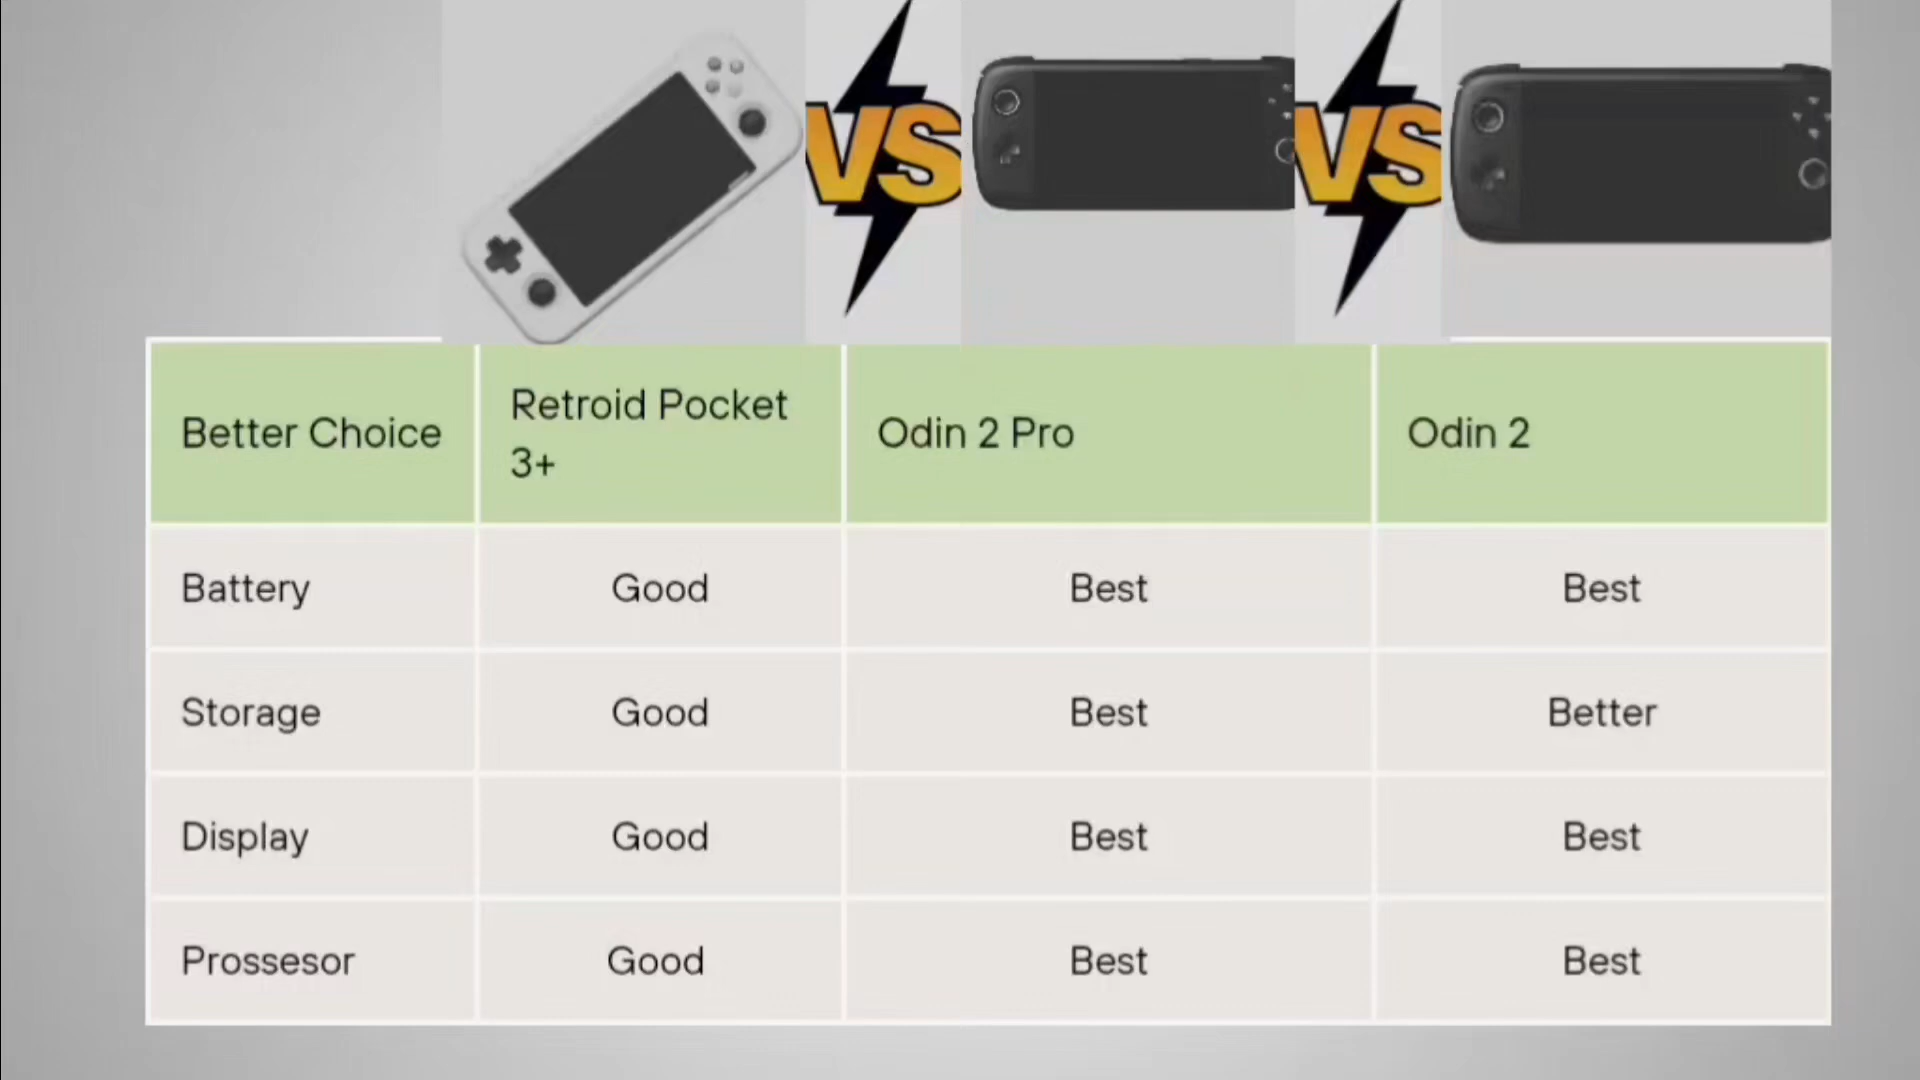 VS
VS
Better Choice
Retroid Pocket
3+
Odin 2 Pro
Odin 2
Battery
Good
Best
Best
Storage
Good
Best
Better
Display
Good
Best
Best
Prossesor
Good
Best
Best